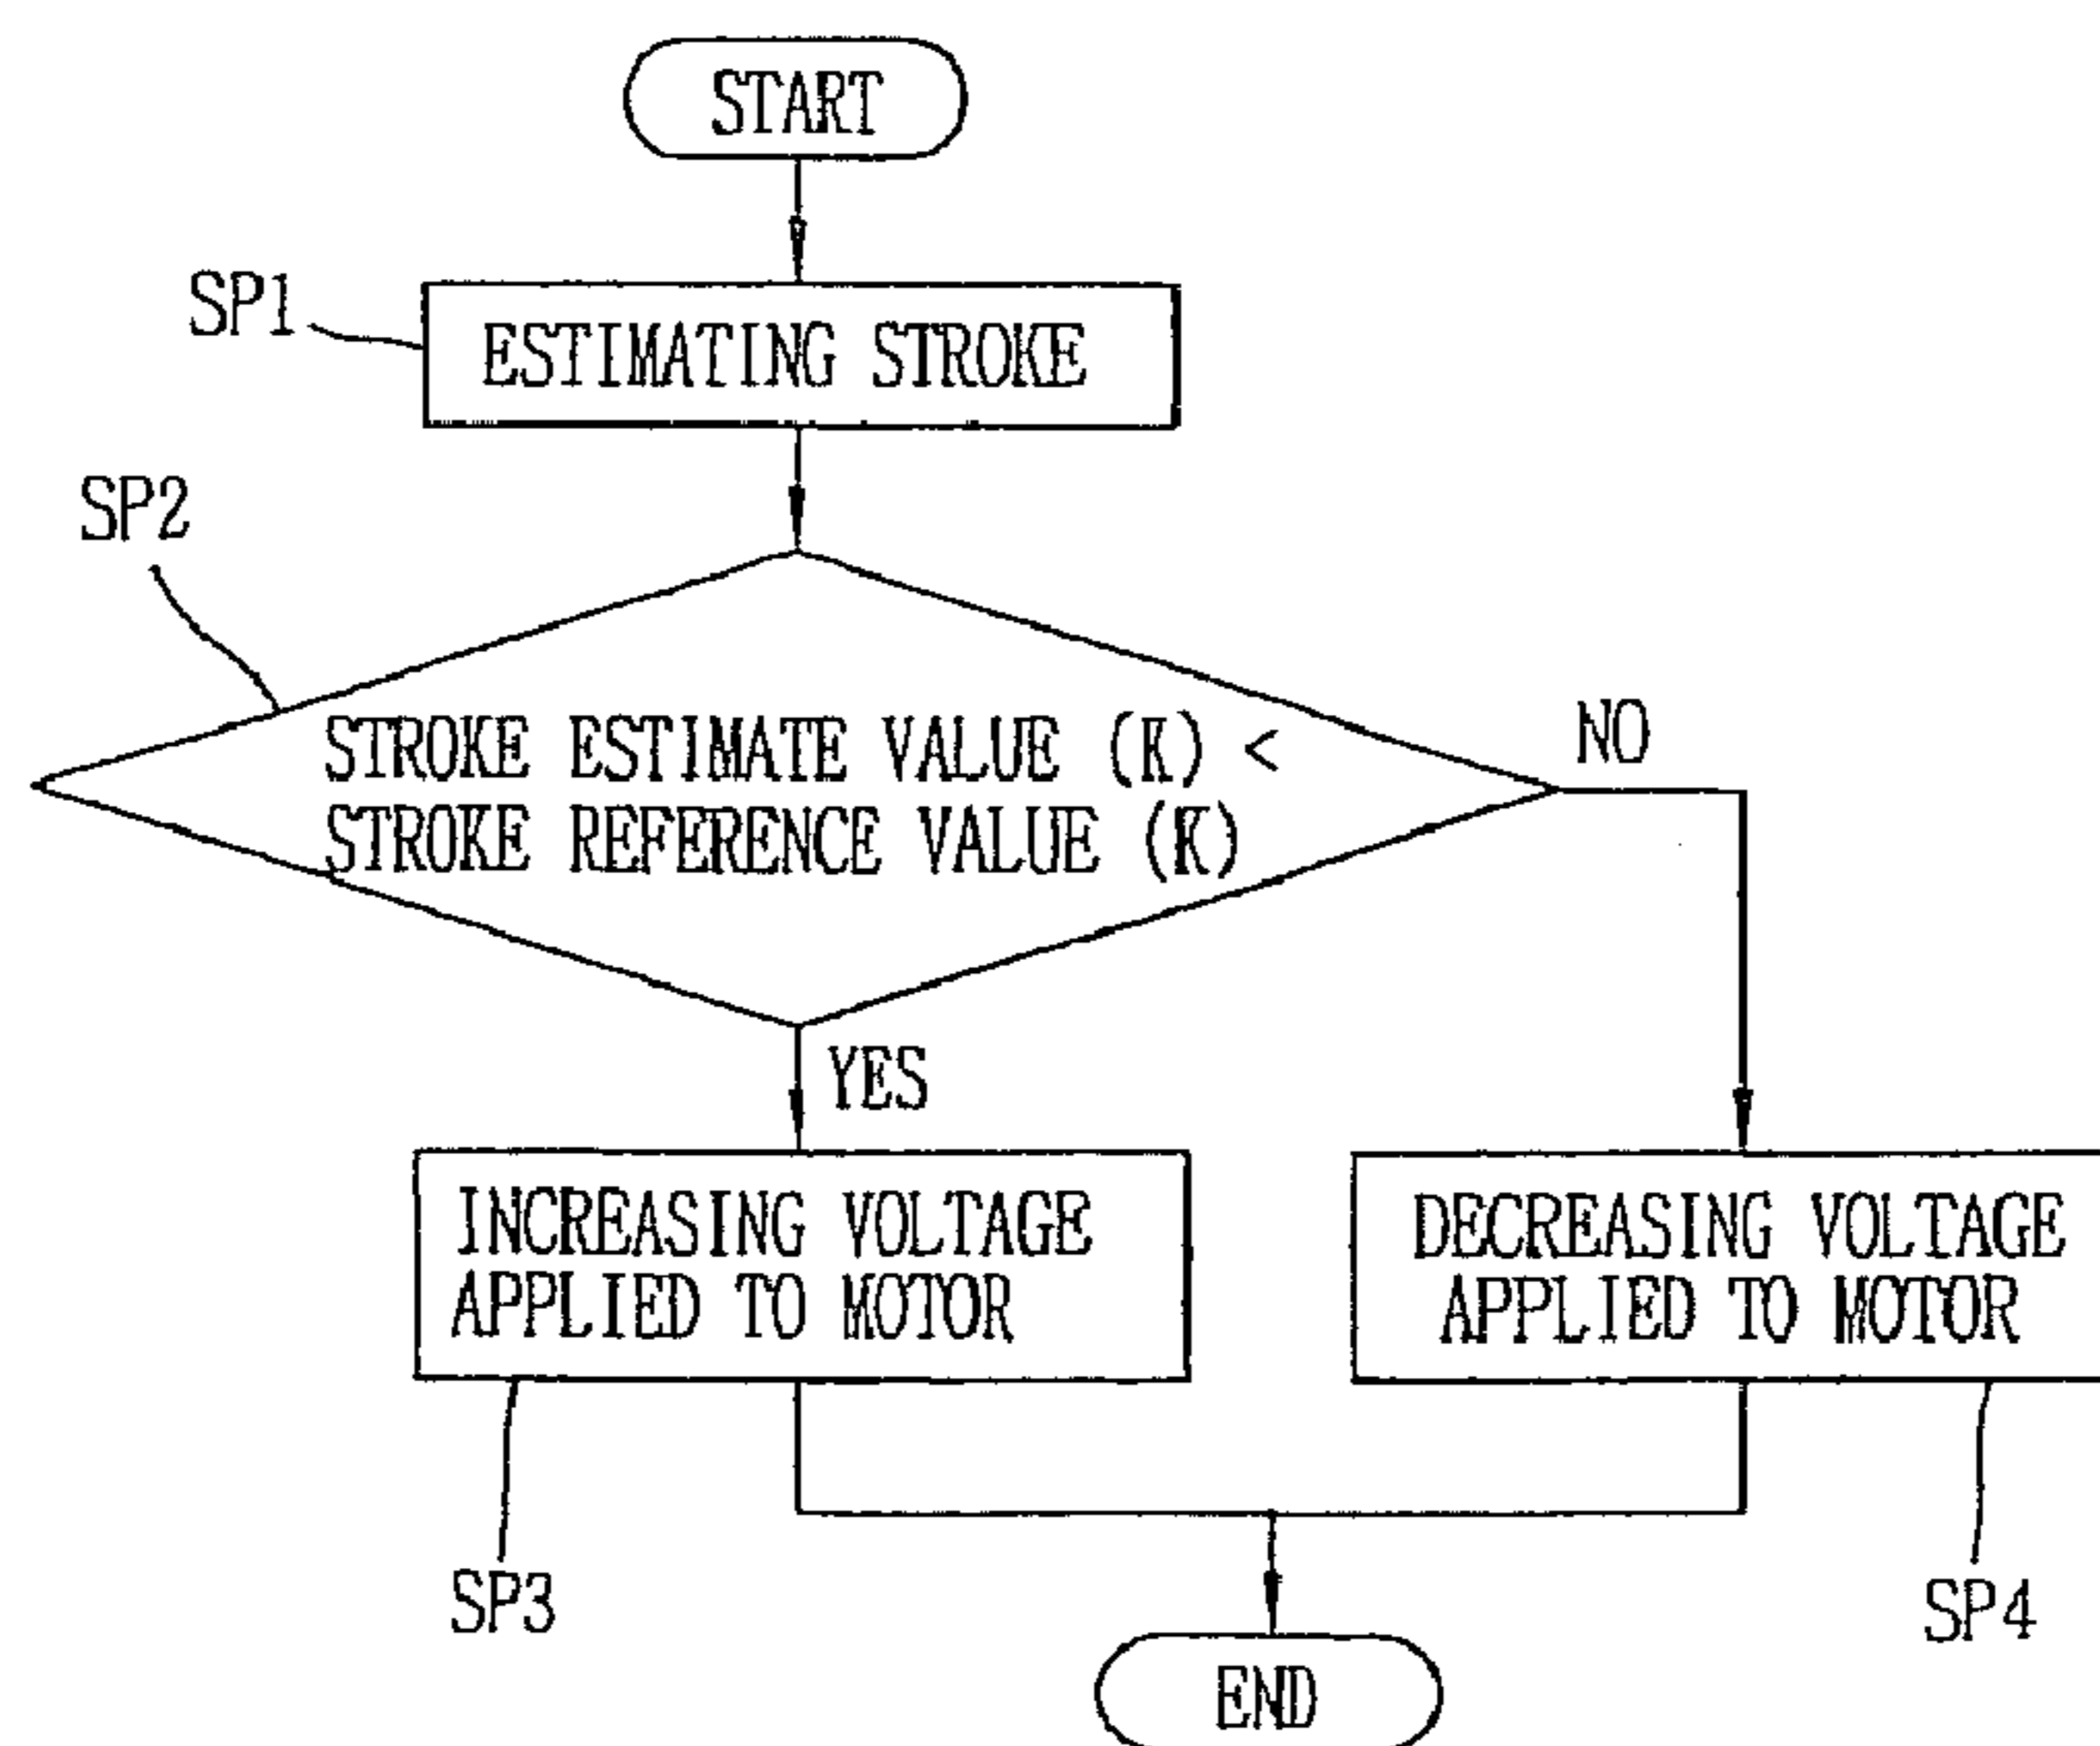 START
SP1
ESTIMATING STROKE
SP2
STROKE ESTIMATE VALUE (K) <
STROKE REFERENCE VALUE (K)
NO
YES
INCREASING VOLTAGE
APPLIED TO MOTOR
DECREASING VOLTAGE
APPLIED TO MOTOR
SP3
SP4
END